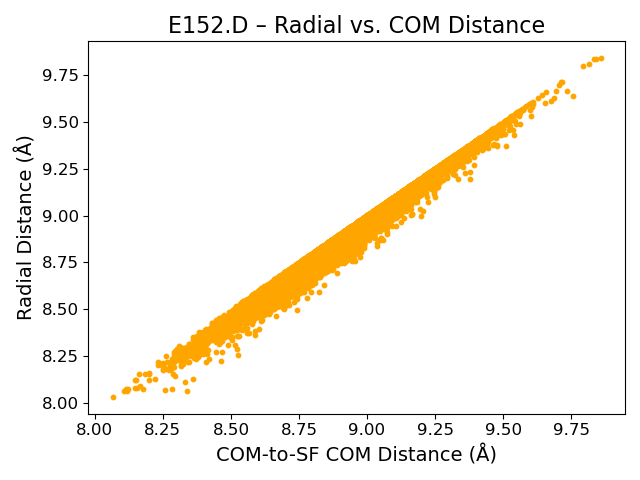 E152.D – Radial vs. COM Distance
Radial Distance (Å)
9.75
9.50
9.25
9.00
8.75
8.50
8.25
8.00
8.00 8.25 8.50 8.75 9.00 9.25 9.50 9.75
COM-to-SF COM Distance (Å)